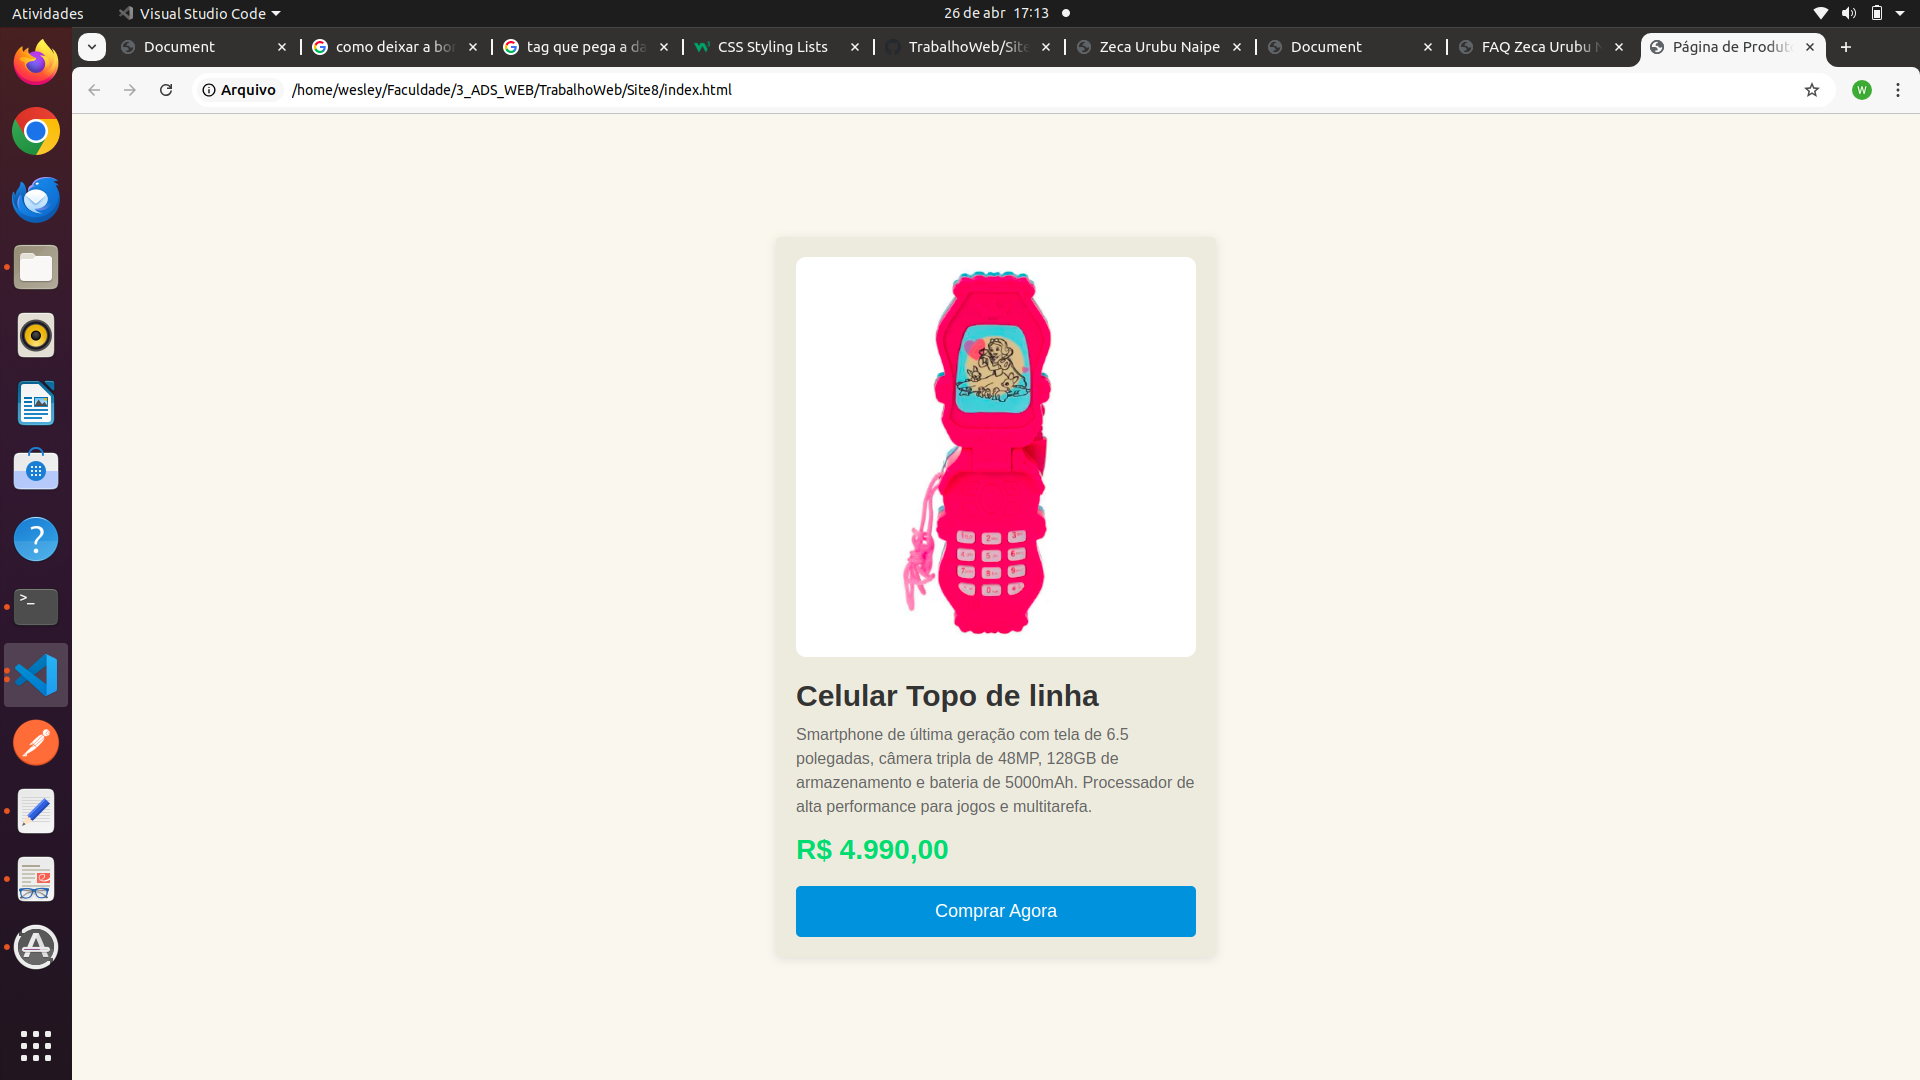 Atividades
Visual Studio Code
26 de abr 17:13
Document
como deixar a bor
tag que pega a da
CSS Styling Lists
TrabalhoWeb/Site
Zeca Urubu Naipe
Document
FAQ Zeca Urubu N
Página de Produt
Arquivo
/home/wesley/Faculdade/3_ADS_WEB/TrabalhoWeb/Site8/index.html
W
Celular Topo de linha
Smartphone de última geração com tela de 6.5
polegadas, câmera tripla de 48MP, 128GB de
armazenamento e bateria de 5000mAh. Processador de
alta performance para jogos e multitarefa.
R$ 4.990,00
Comprar Agora